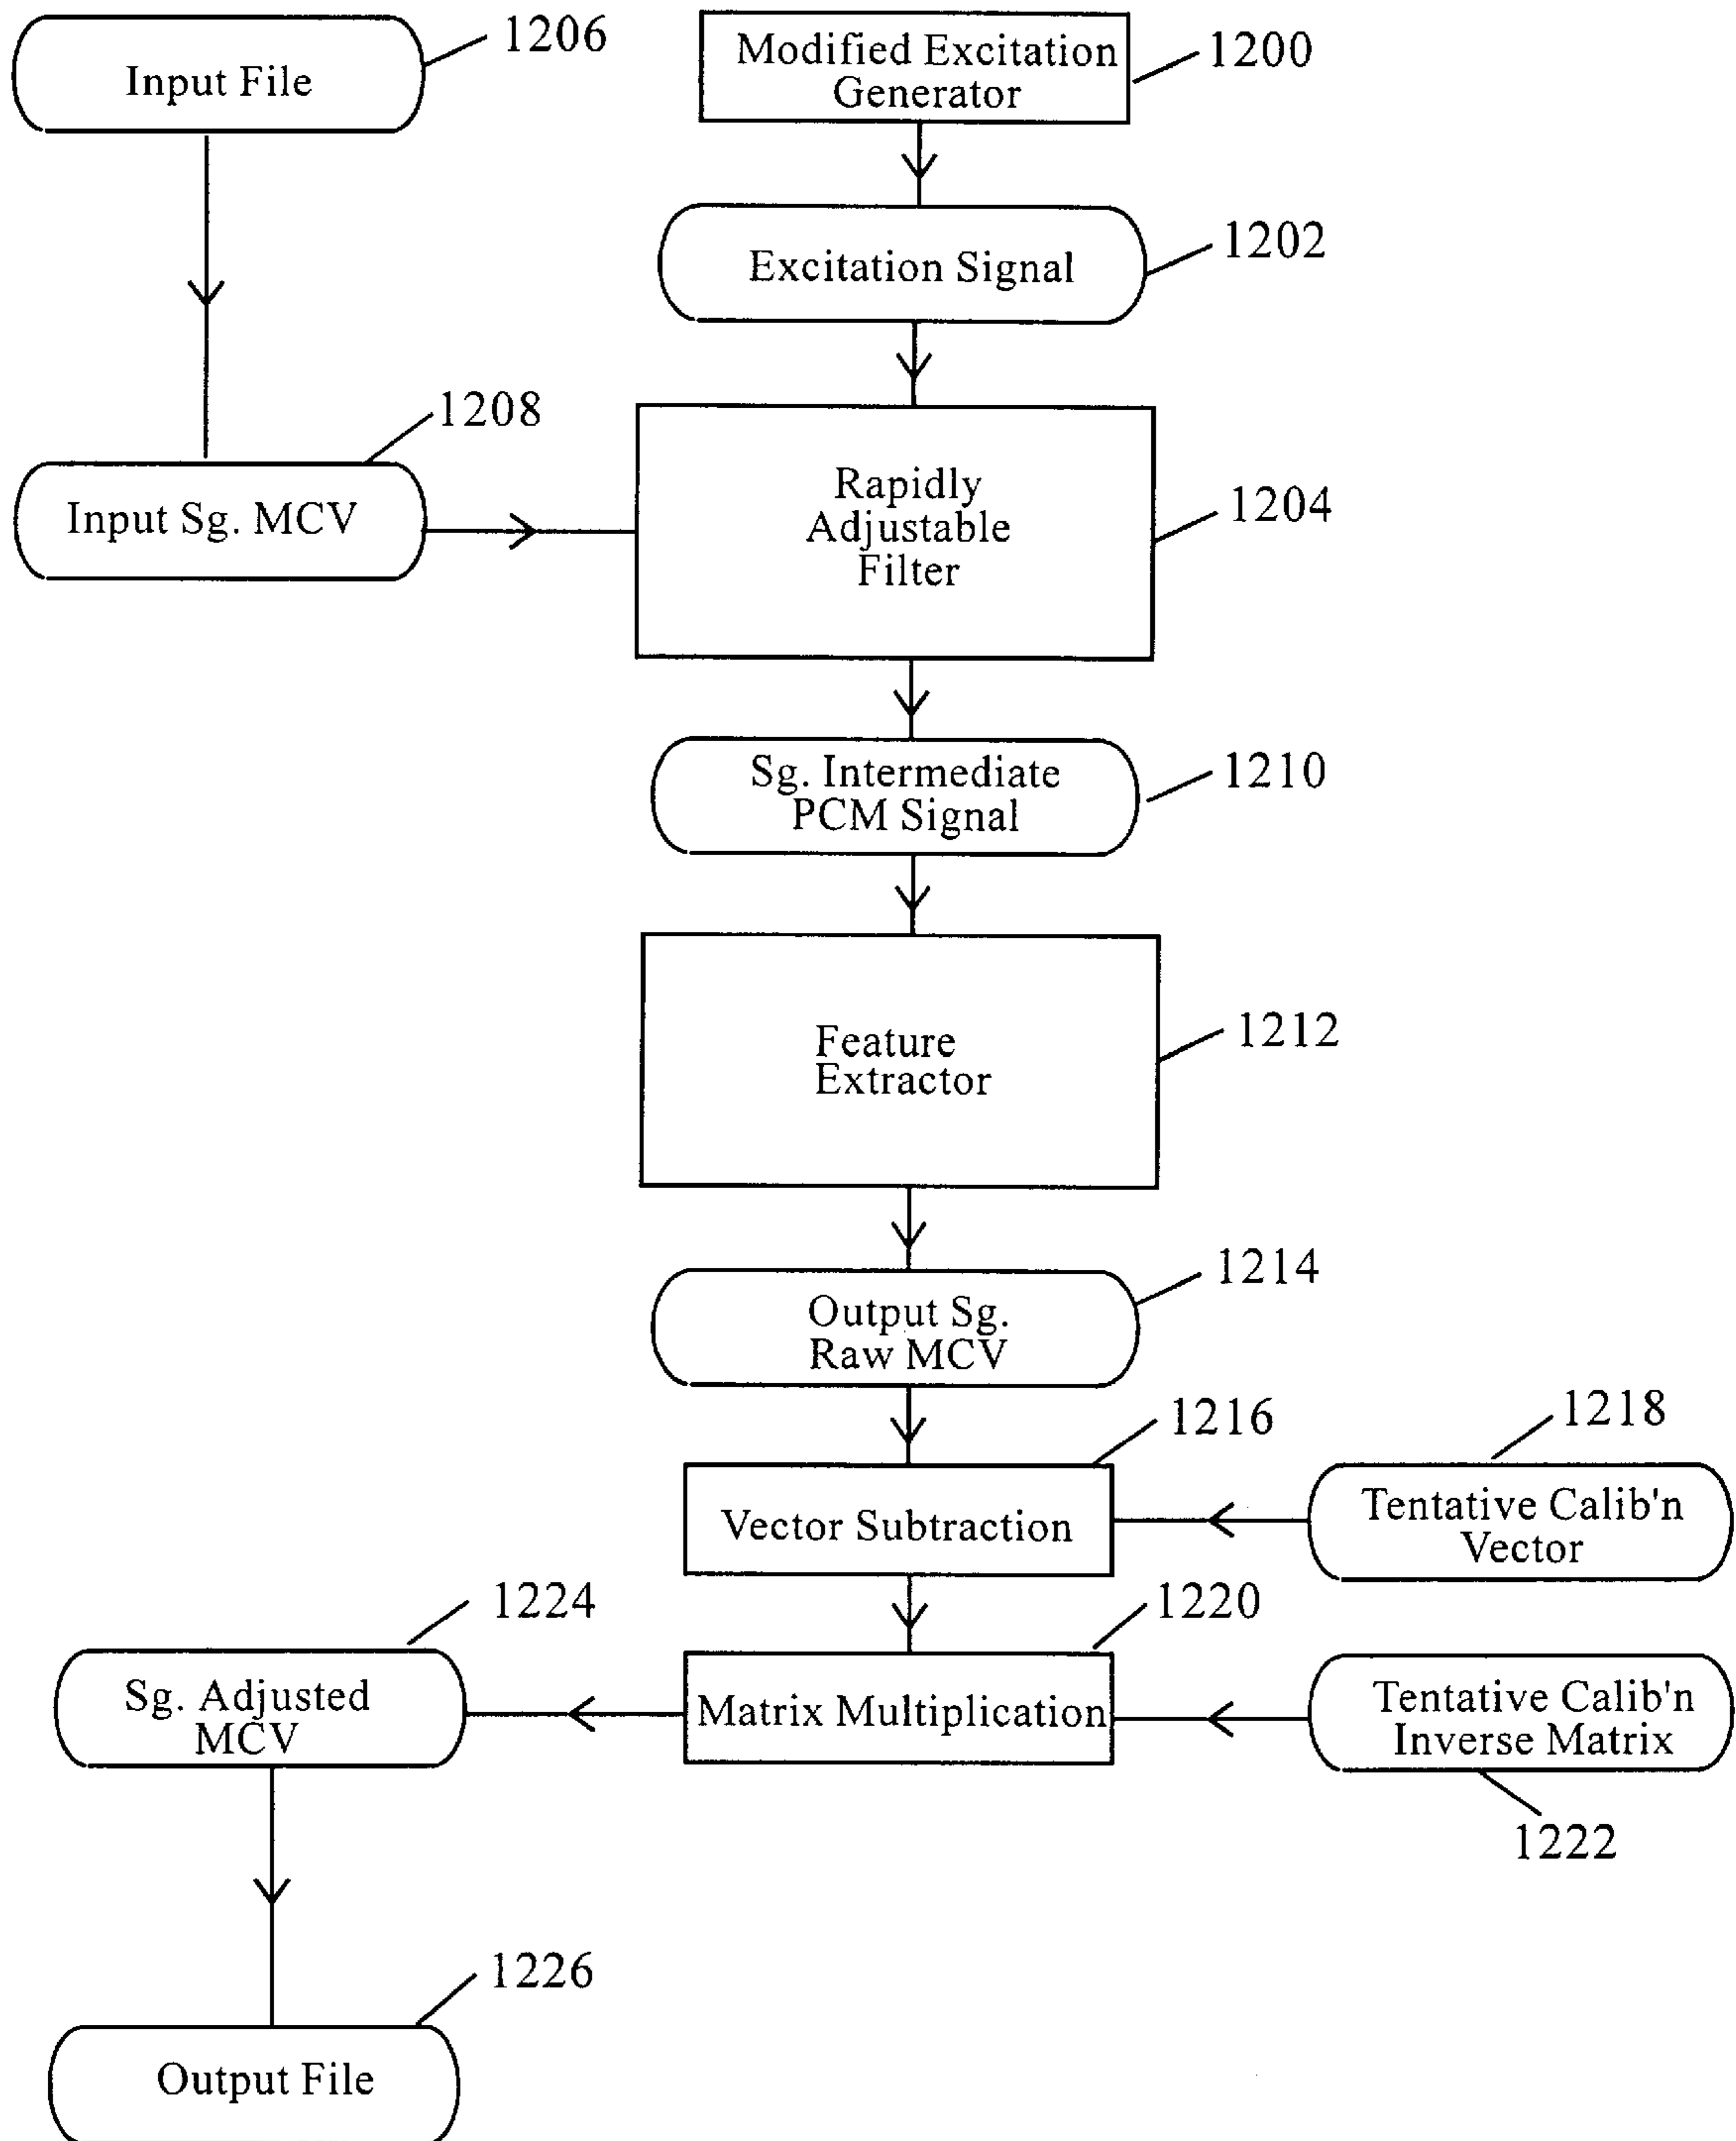 Input File
1206
Modified Excitation
Generator
1200
Excitation Signal
1202
1208
Input Sg. MCV
Rapidly
Adjustable
Filter
1204
Sg. Intermediate
PCM Signal
1210
Feature
Extractor
1212
Output Sg.
Raw MCV
1214
Vector Subtraction
1216
Tentative Calib'n
Vector
1218
Matrix Multiplication
1220
Tentative Calib'n
Inverse Matrix
1222
Sg. Adjusted
MCV
1224
Output File
1226